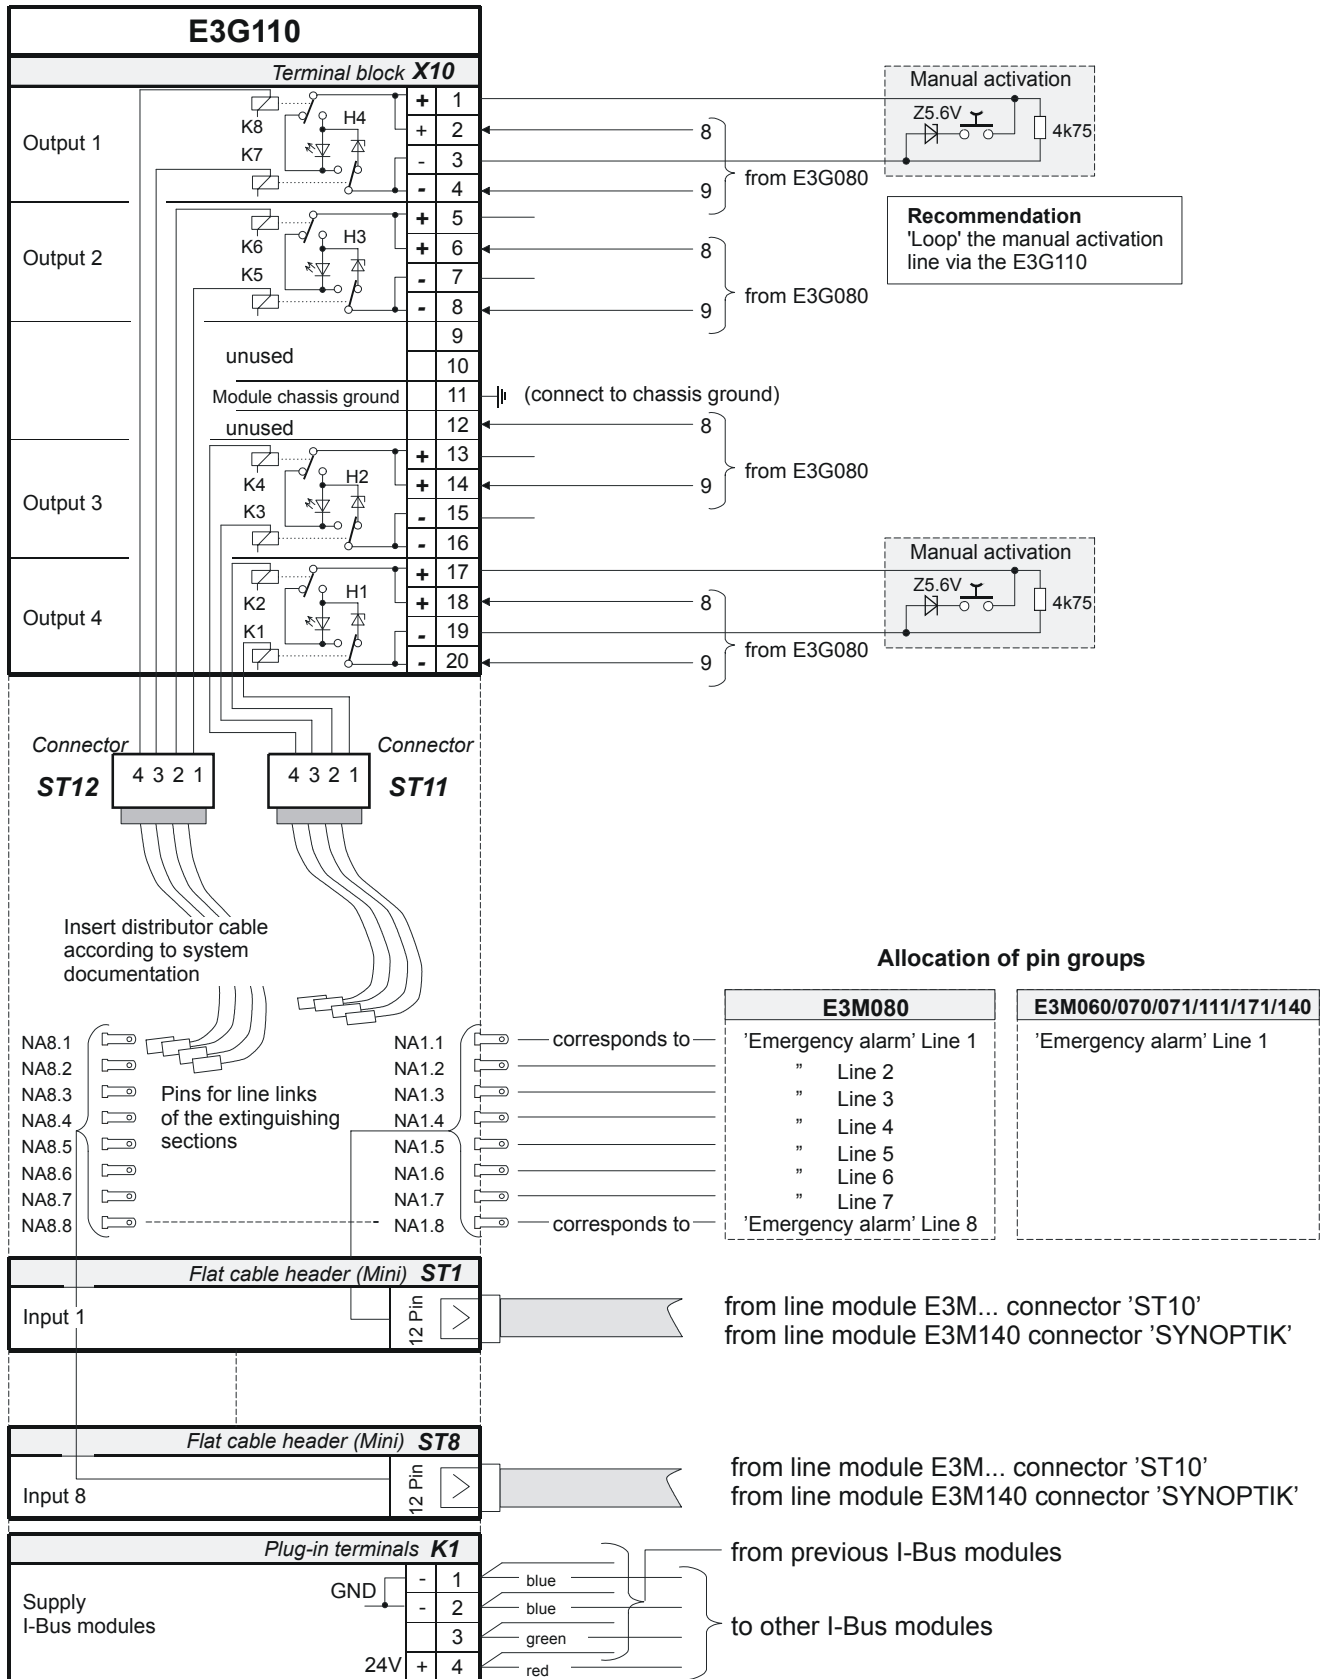 E3G110
Terminal block X10
Output 1
K8
K7
H4
+ 1
+ 2
- 3
- 4
8
9
from E3G080
Manual activation
Z5.6V
4k75
Recommendation
'Loop' the manual activation
line via the E3G110
Output 2
K6
K5
H3
+ 5
+ 6
- 7
- 8
8
9
from E3G080
unused
9
10
Module chassis ground
11
(connect to chassis ground)
unused
12
8
9
from E3G080
Output 3
K4
K3
H2
+ 13
+ 14
- 15
- 16
Output 4
K2
K1
H1
+ 17
+ 18
- 19
- 20
8
9
from E3G080
Manual activation
Z5.6V
4k75
Connector
ST12
4 3 2 1
4 3 2 1
Connector
ST11
Insert distributor cable
according to system
documentation
NA8.1
NA8.2
NA8.3
NA8.4
NA8.5
NA8.6
NA8.7
NA8.8
Pins for line links
of the extinguishing
sections
NA1.1
NA1.2
NA1.3
NA1.4
NA1.5
NA1.6
NA1.7
NA1.8
corresponds to
corresponds to
Allocation of pin groups
E3M080
’Emergency alarm’ Line 1
” Line 2
” Line 3
” Line 4
” Line 5
” Line 6
” Line 7
’Emergency alarm’ Line 8
E3M060/070/071/111/171/140
’Emergency alarm’ Line 1
Flat cable header (Mini) ST1
Input 1
12 Pin
from line module E3M... connector ’ST10’
from line module E3M140 connector ’SYNOPTIK’
Flat cable header (Mini) ST8
Input 8
12 Pin
from line module E3M... connector ’ST10’
from line module E3M140 connector ’SYNOPTIK’
Plug-in terminals K1
Supply
I-Bus modules
GND
24V
- 1
- 2
3
+ 4
blue
blue
green
red
from previous I-Bus modules
to other I-Bus modules